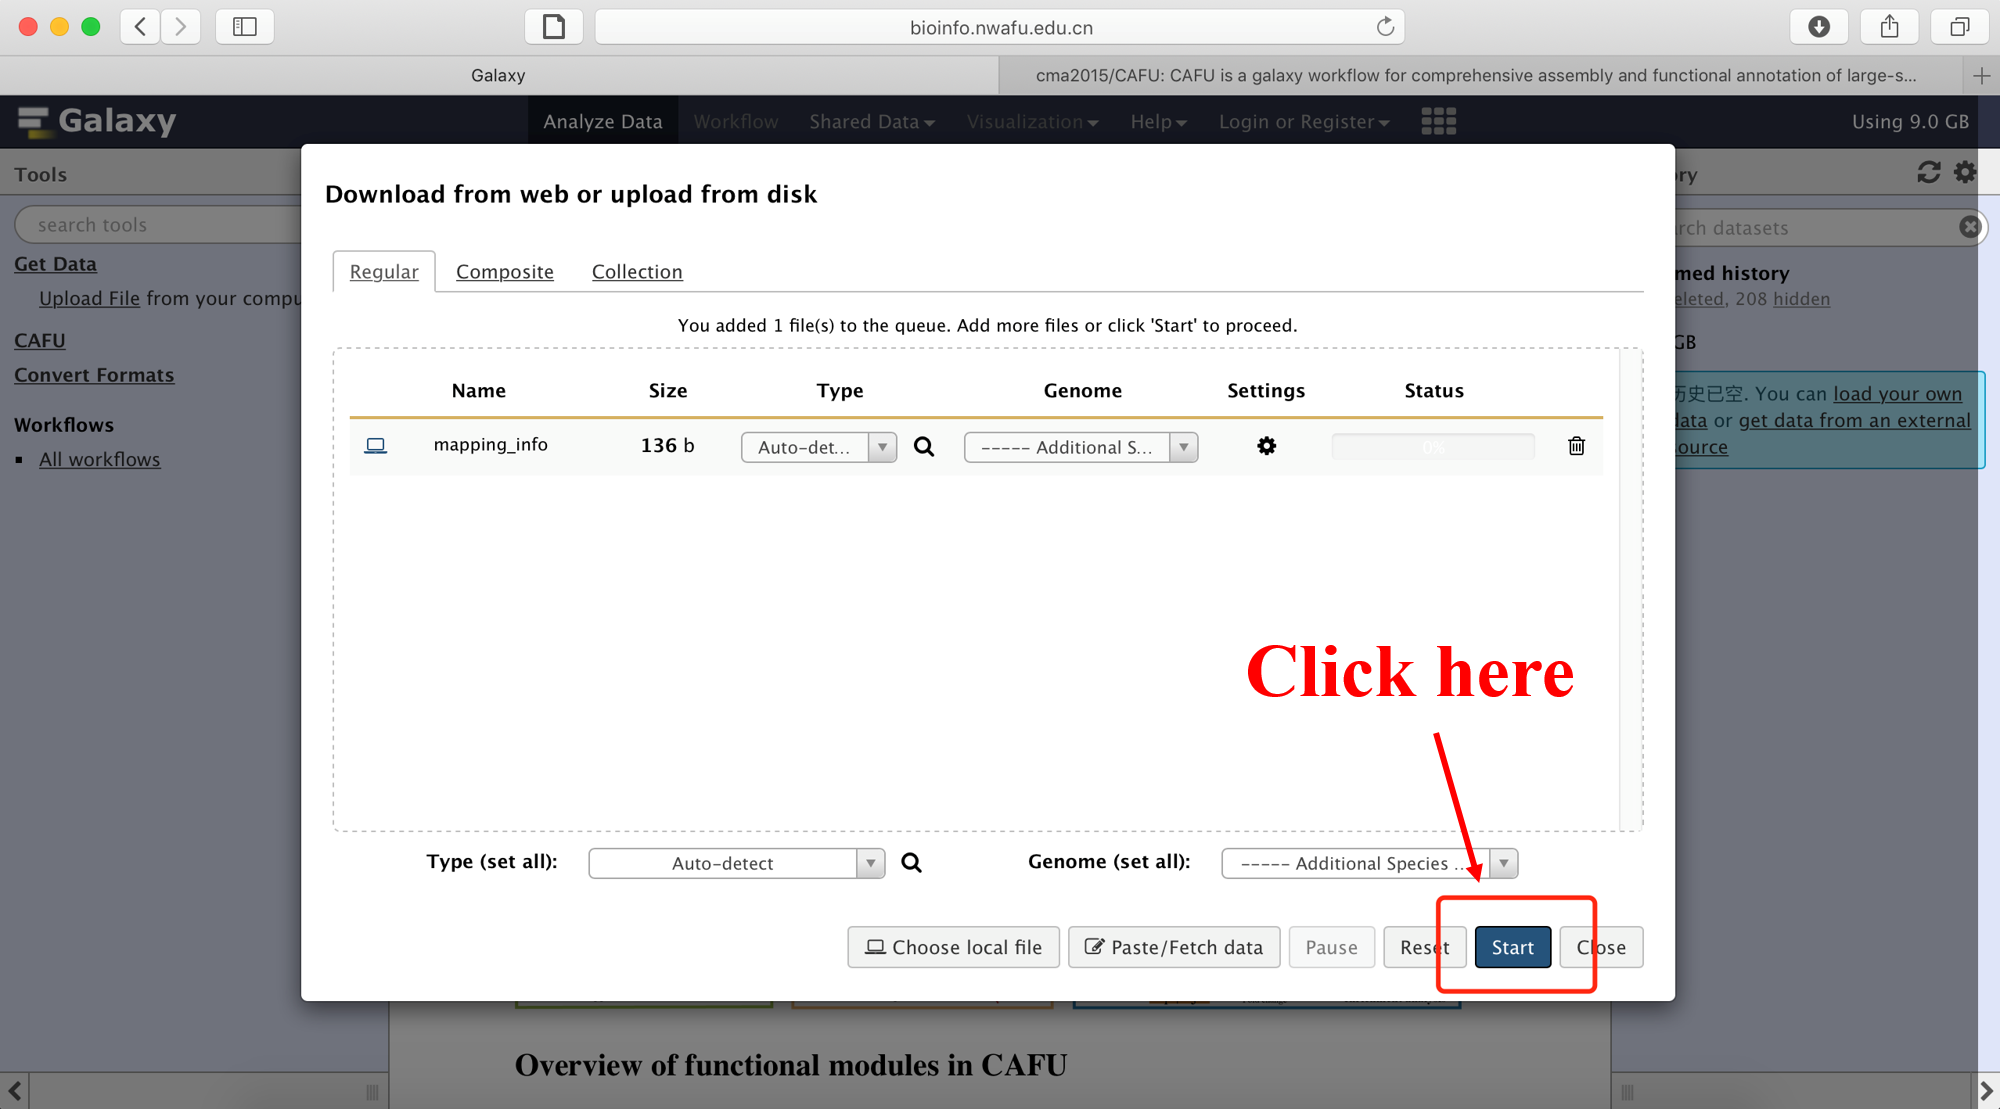 bioinfo.nwafu.edu.cn
Galaxy
cma2015/CAFU: CAFU is a galaxy workflow for comprehensive assembly and functional annotation of large-s...
Galaxy
Analyze Data
Workflow
Shared Data
Visualization
Help
Login or Register
Using 9.0 GB
Tools
search tools
Get Data
Upload File from your compu
CAFU
Convert Formats
Workflows
All workflows
Download from web or upload from disk
Regular
Composite
Collection
You added 1 file(s) to the queue. Add more files or click 'Start' to proceed.
Name Size Type Genome Settings Status
mapping_info 136 b Auto-det... ----- Additional S... 0%
Click here
Type (set all): Auto-detect
Genome (set all): ----- Additional Species ...
Choose local file
Paste/Fetch data
Pause
Reset
Start
Close
ry
rch datasets
med history
eleted, 208 hidden
GB
历史已空. You can load your own
data or get data from an external
source
Overview of functional modules in CAFU